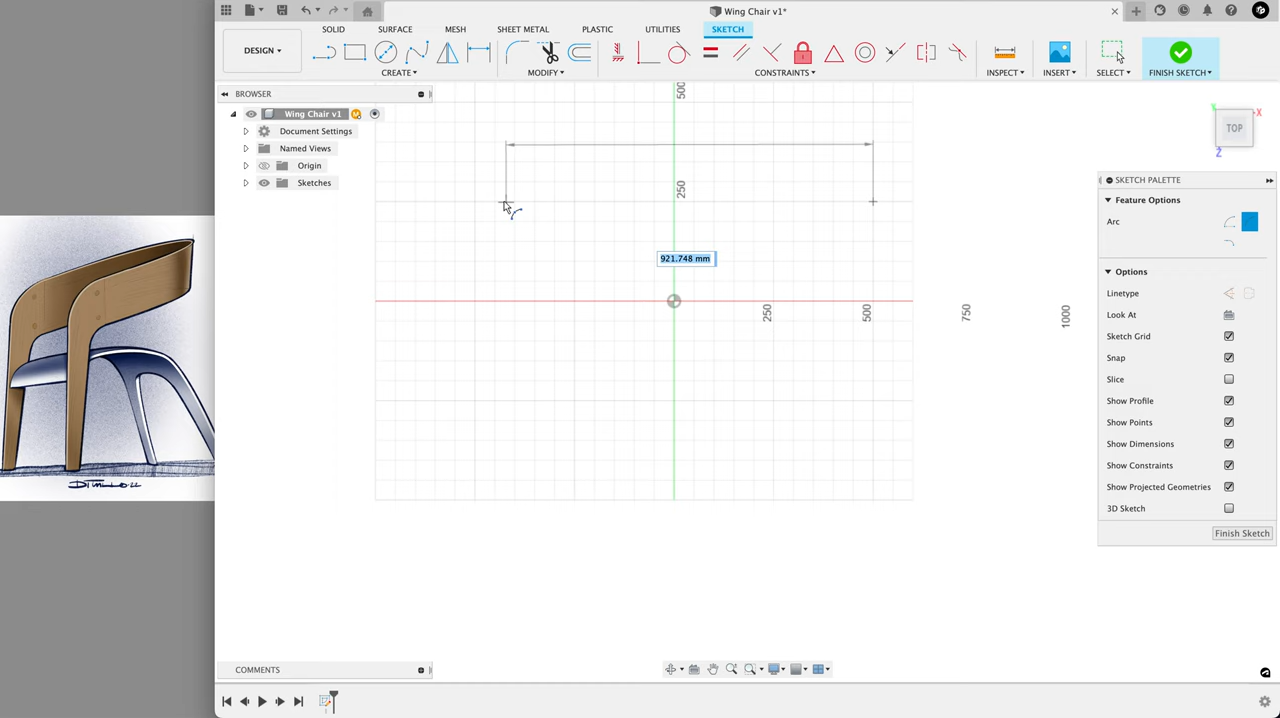 Wing Chair v1*
DESIGN
SOLID
SURFACE
MESH
SHEET METAL
PLASTIC
UTILITIES
SKETCH
CREATE
MODIFY
CONSTRAINTS
INSPECT
INSERT
SELECT
FINISH SKETCH
BROWSER
Wing Chair v1
Document Settings
Named Views
Origin
Sketches
500
250
921.748 mm
250
500
750
1000
TOP
X
Y
Z
SKETCH PALETTE
Feature Options
Arc
Options
Linetype
Look At
Sketch Grid
Snap
Slice
Show Profile
Show Points
Show Dimensions
Show Constraints
Show Projected Geometries
3D Sketch
Finish Sketch
COMMENTS